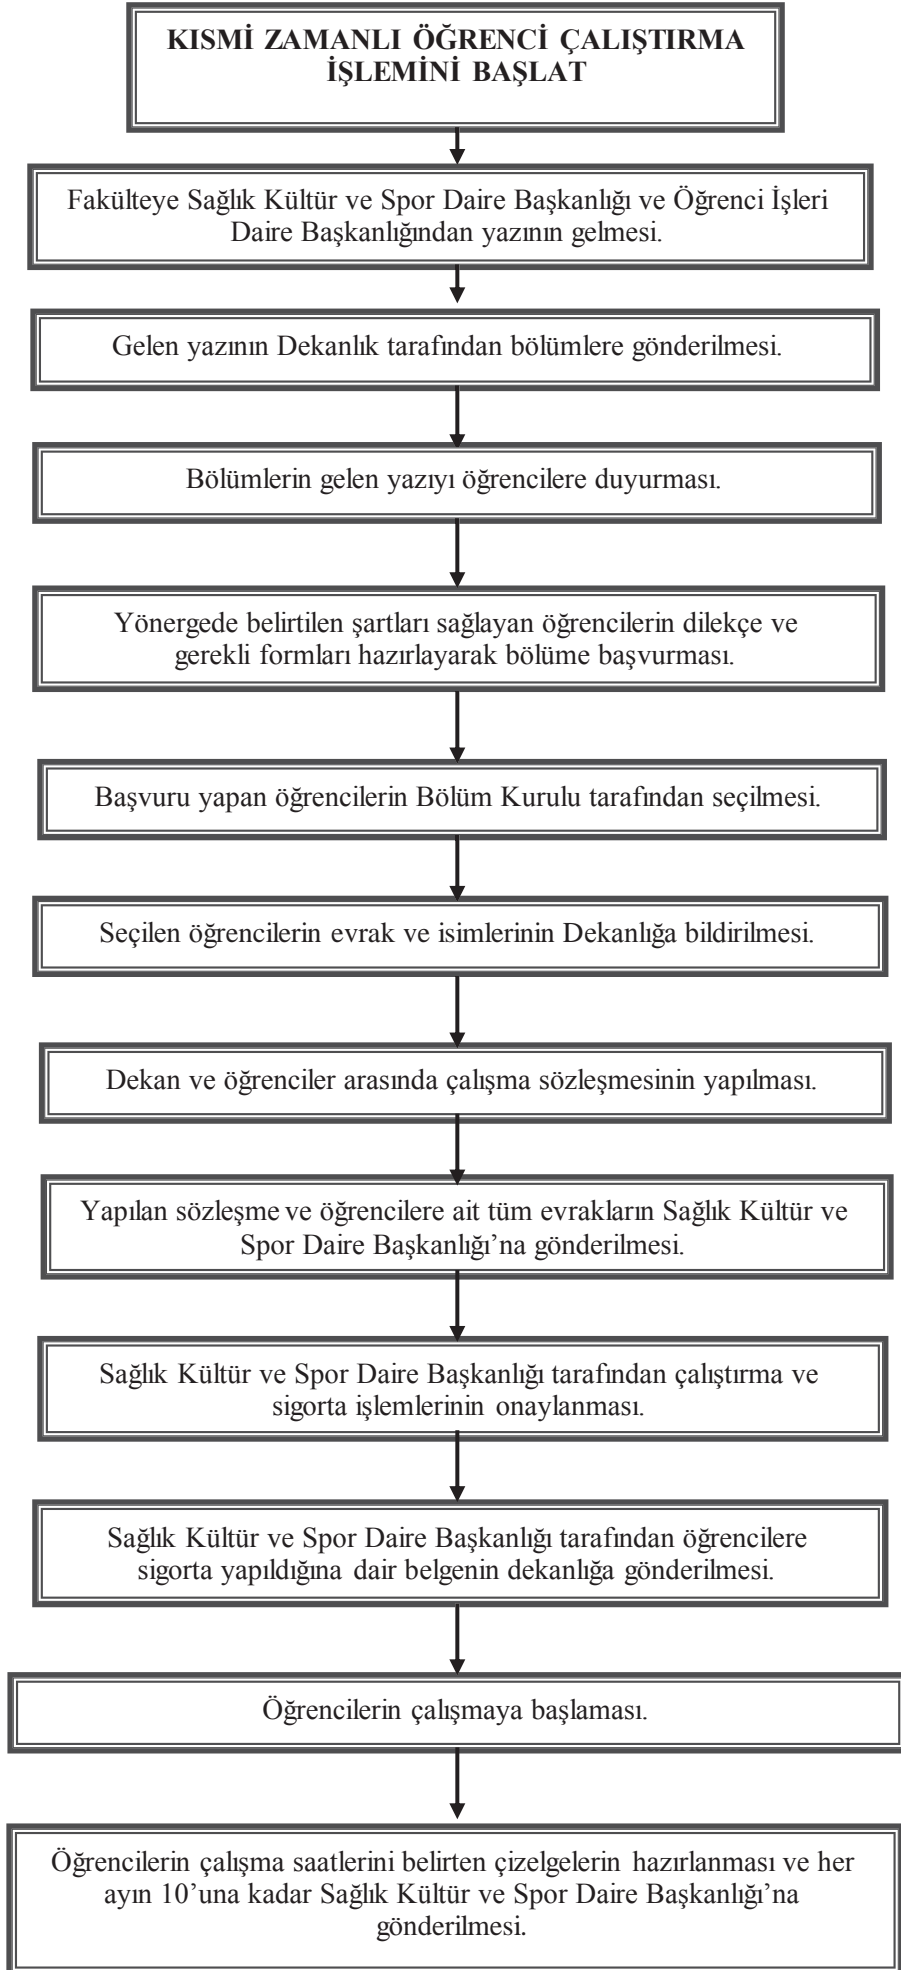 KISMİ ZAMANLI ÖĞRENCİ ÇALIŞTIRMA
İŞLEMİNİ BAŞLAT
Fakülteye Sağlık Kültür ve Spor Daire Başkanlığı ve Öğrenci İşleri
Daire Başkanlığından yazının gelmesi.
Gelen yazının Dekanlık tarafından bölümlere gönderilmesi.
Bölümlerin gelen yazıyı öğrencilere duyurması.
Yönergede belirtilen şartları sağlayan öğrencilerin dilekçe ve
gerekli formları hazırlayarak bölüme başvurması.
Başvuru yapan öğrencilerin Bölüm Kurulu tarafından seçilmesi.
Seçilen öğrencilerin evrak ve isimlerinin Dekanlığa bildirilmesi.
Dekan ve öğrenciler arasında çalışma sözleşmesinin yapılması.
Yapılan sözleşme ve öğrencilere ait tüm evrakların Sağlık Kültür ve
Spor Daire Başkanlığı’na gönderilmesi.
Sağlık Kültür ve Spor Daire Başkanlığı tarafından çalıştırma ve
sigorta işlemlerinin onaylanması.
Sağlık Kültür ve Spor Daire Başkanlığı tarafından öğrencilere
sigorta yapıldığına dair belgenin dekanlığa gönderilmesi.
Öğrencilerin çalışmaya başlaması.
Öğrencilerin çalışma saatlerini belirten çizelgelerin hazırlanması ve her
ayın 10’una kadar Sağlık Kültür ve Spor Daire Başkanlığı’na
gönderilmesi.